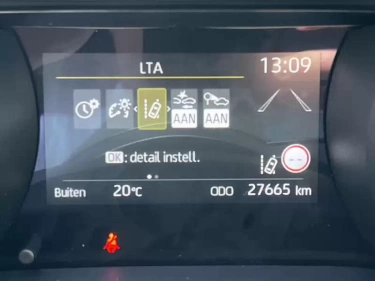 LTA 13:09
AAN AAN
OK : detail instell.
Buiten 20°C ODO 27665 km